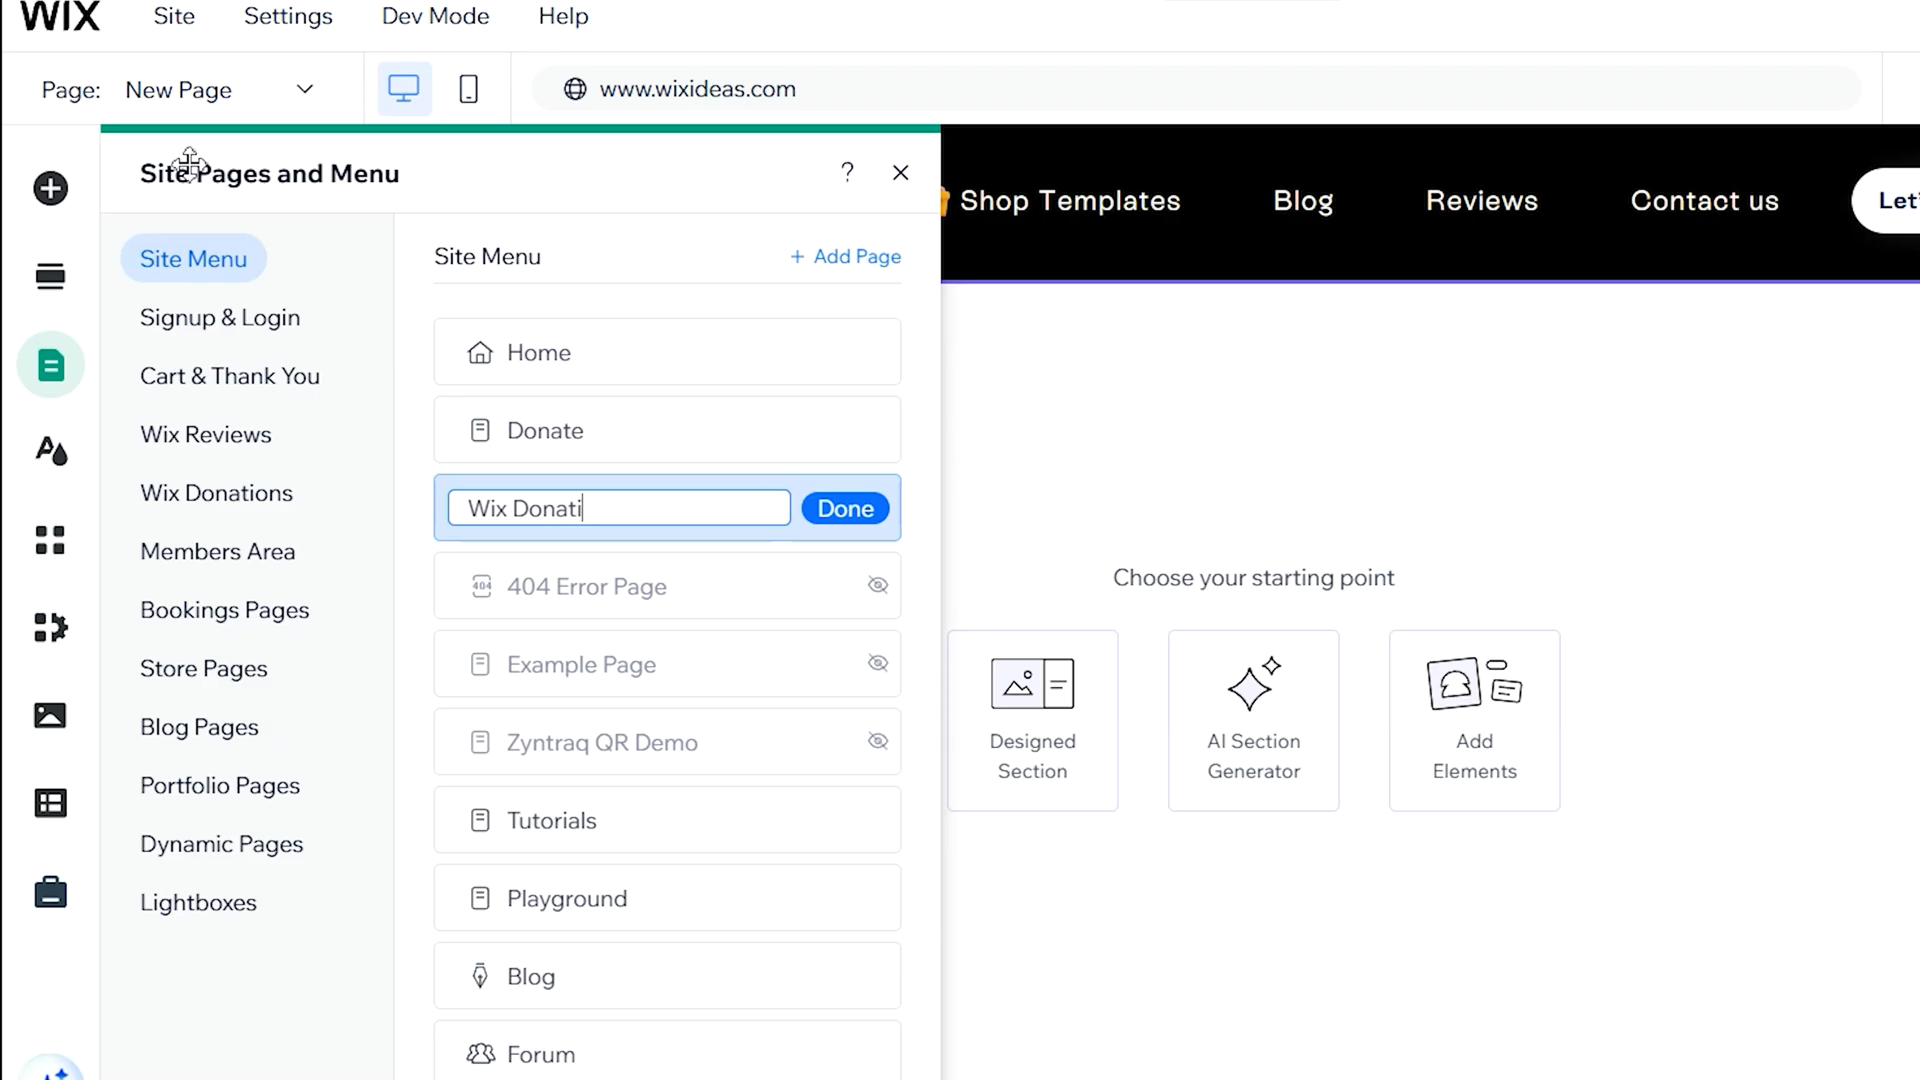 WIX
Site
Settings
Dev Mode
Help
Page:
New Page
www.wixideas.com
Site Pages and Menu
?
Shop Templates
Blog
Reviews
Contact us
Let'
Site Menu
Signup & Login
Cart & Thank You
Wix Reviews
Wix Donations
Members Area
Bookings Pages
Store Pages
Blog Pages
Portfolio Pages
Dynamic Pages
Lightboxes
Site Menu
+ Add Page
Home
Donate
Wix Donati
Done
404
404 Error Page
Example Page
Zyntraq QR Demo
Tutorials
Playground
Blog
Forum
Choose your starting point
Designed
Section
AI Section
Generator
Add
Elements